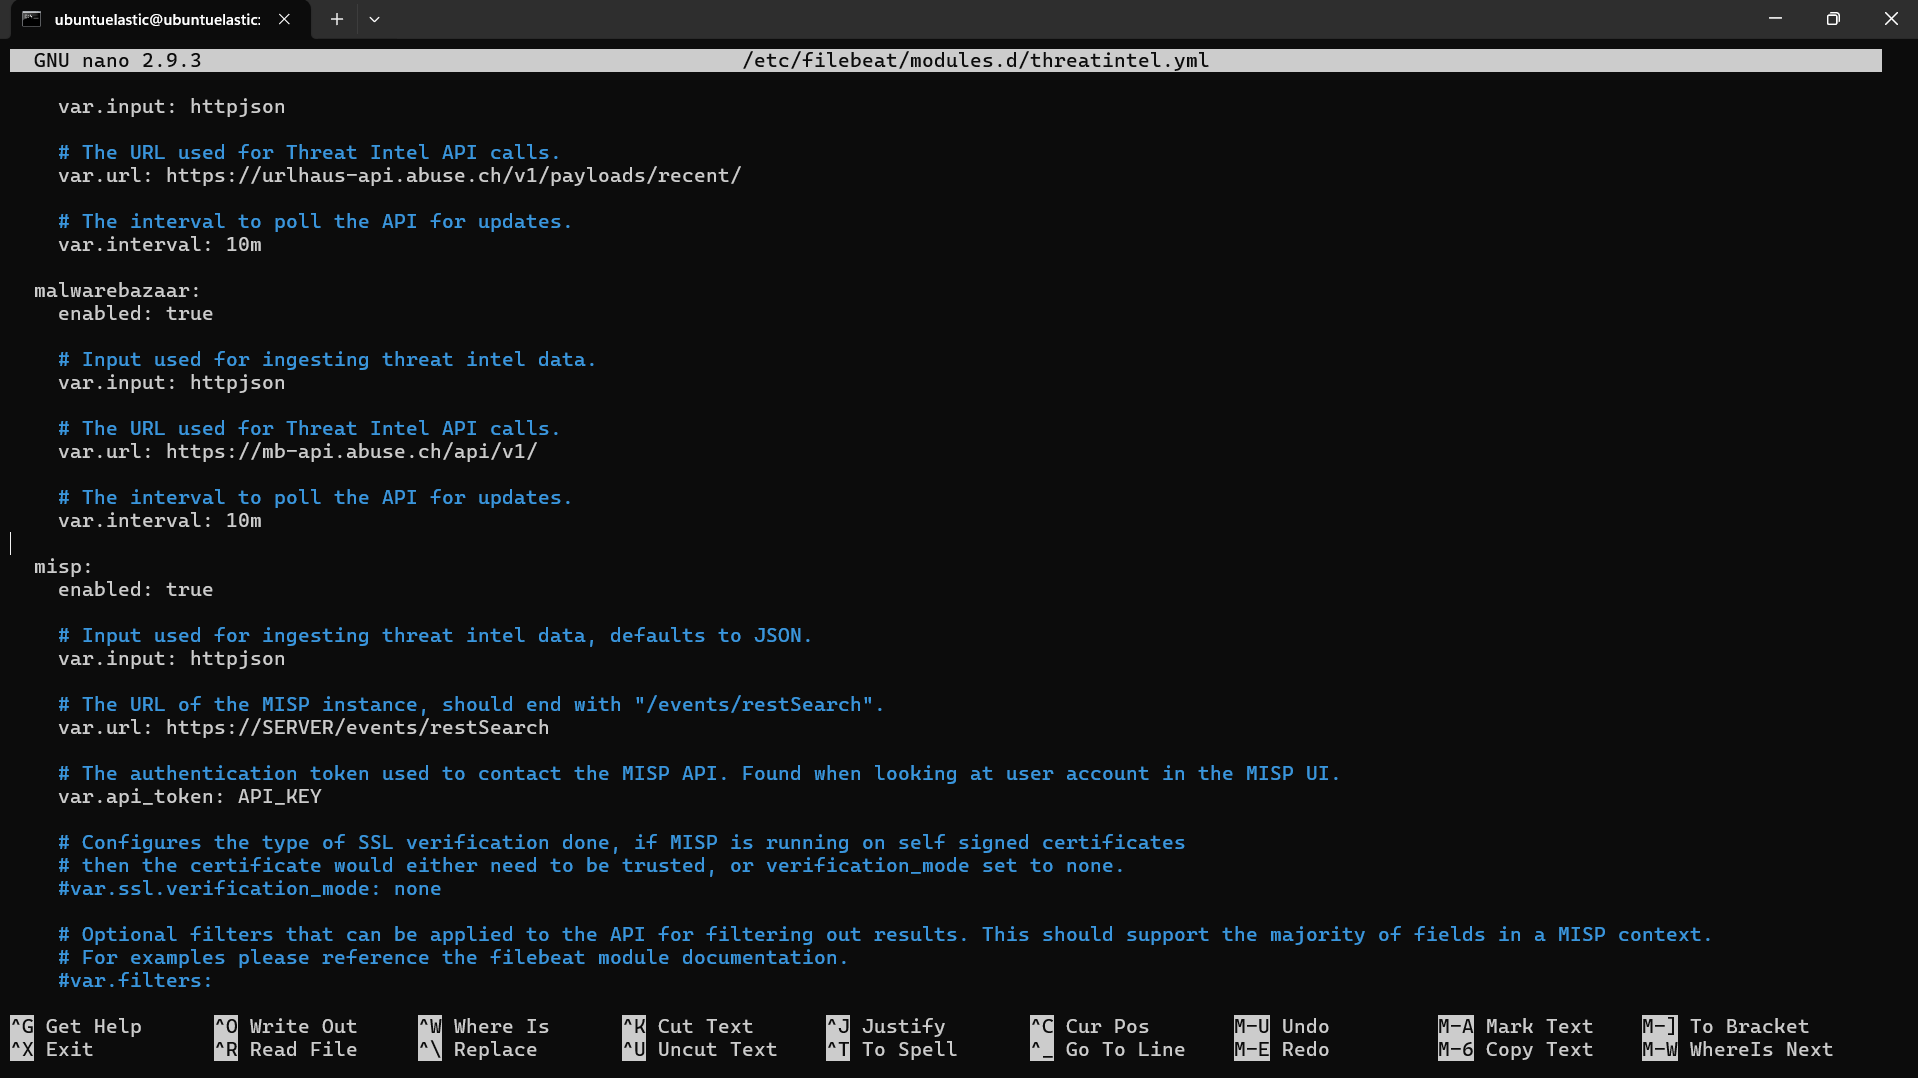 ubuntuelastic@ubuntuelastic:
GNU nano 2.9.3 /etc/filebeat/modules.d/threatintel.yml
var.input: httpjson
# The URL used for Threat Intel API calls.
var.url: https://urlhaus-api.abuse.ch/v1/payloads/recent/
# The interval to poll the API for updates.
var.interval: 10m
malwarebazaar:
enabled: true
# Input used for ingesting threat intel data.
var.input: httpjson
# The URL used for Threat Intel API calls.
var.url: https://mb-api.abuse.ch/api/v1/
# The interval to poll the API for updates.
var.interval: 10m
misp:
enabled: true
# Input used for ingesting threat intel data, defaults to JSON.
var.input: httpjson
# The URL of the MISP instance, should end with "/events/restSearch".
var.url: https://SERVER/events/restSearch
# The authentication token used to contact the MISP API. Found when looking at user account in the MISP UI.
var.api_token: API_KEY
# Configures the type of SSL verification done, if MISP is running on self signed certificates
# then the certificate would either need to be trusted, or verification_mode set to none.
#var.ssl.verification_mode: none
# Optional filters that can be applied to the API for filtering out results. This should support the majority of fields in a MISP context.
# For examples please reference the filebeat module documentation.
#var.filters:
^G Get Help ^O Write Out ^W Where Is ^K Cut Text ^J Justify ^C Cur Pos M-U Undo M-A Mark Text M-] To Bracket
^X Exit ^R Read File ^\ Replace ^U Uncut Text ^T To Spell ^_ Go To Line M-E Redo M-6 Copy Text M-W WhereIs Next